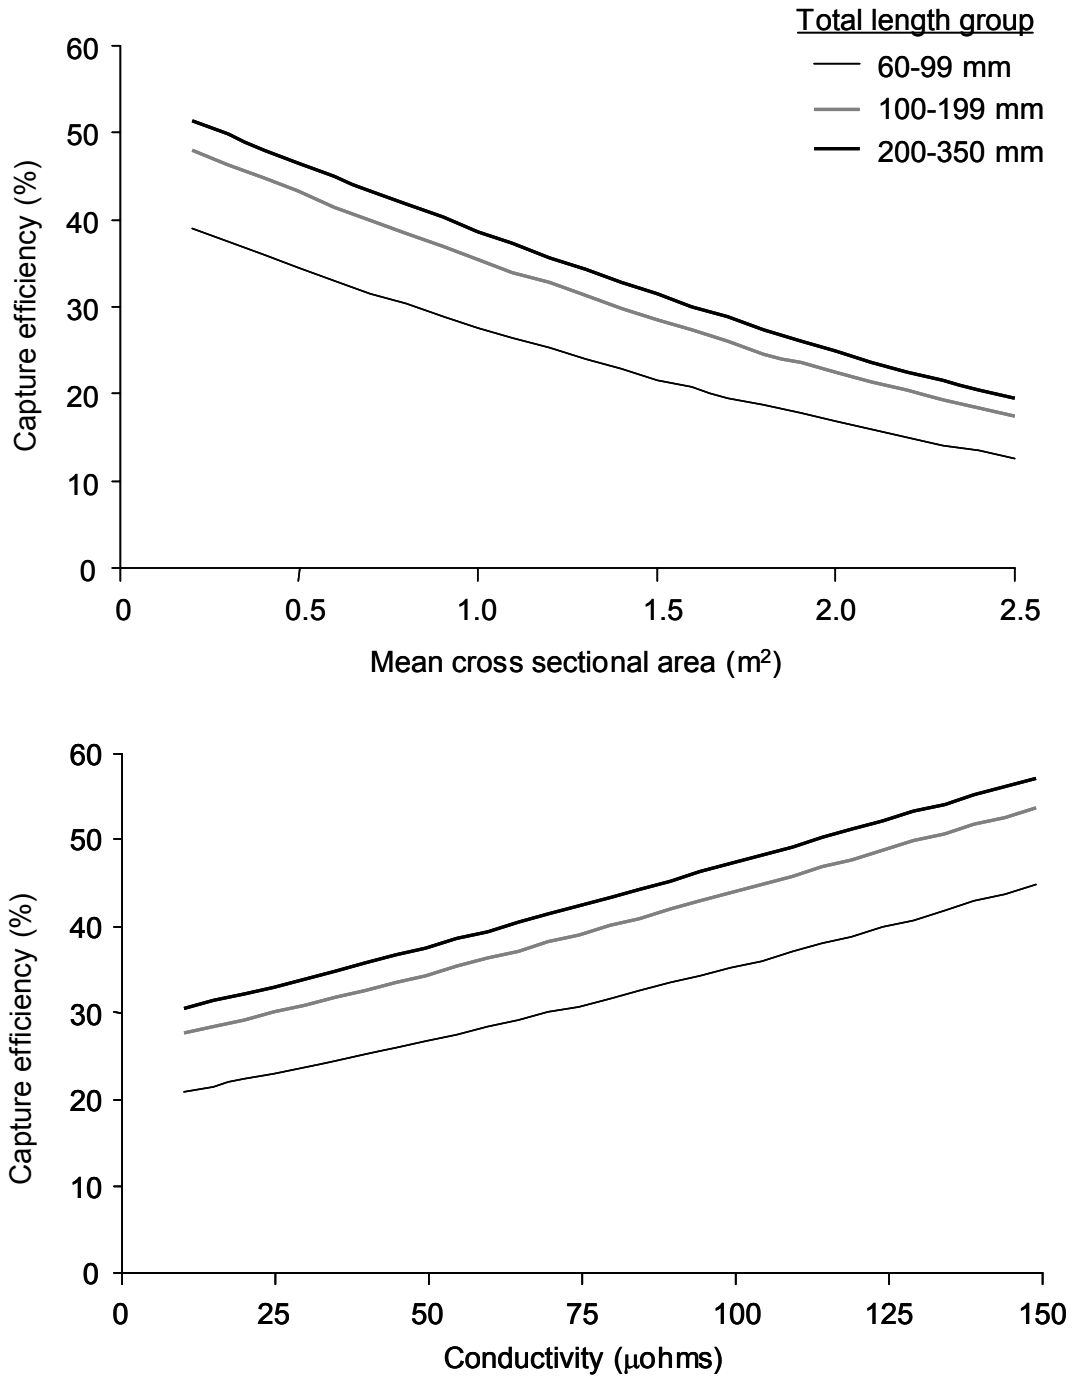 Total length group
60-99 mm
100-199 mm
200-350 mm
Capture efficiency (%)
60
50
40
30
20
10
0
0 0.5 1.0 1.5 2.0 2.5
Mean cross sectional area (m²)
Capture efficiency (%)
60
50
40
30
20
10
0
0 25 50 75 100 125 150
Conductivity (μohms)